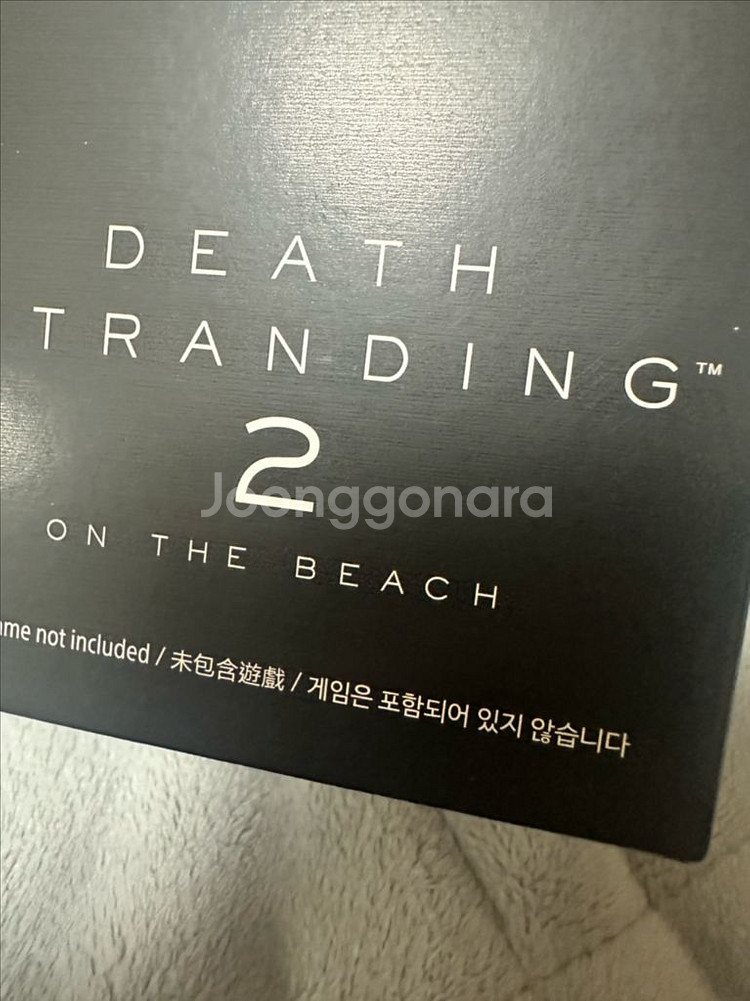 DEATH
TRANDING™
2
Joonggonara
ON THE BEACH
ame not included / 未包含遊戲 / 게임은 포함되어 있지 않습니다